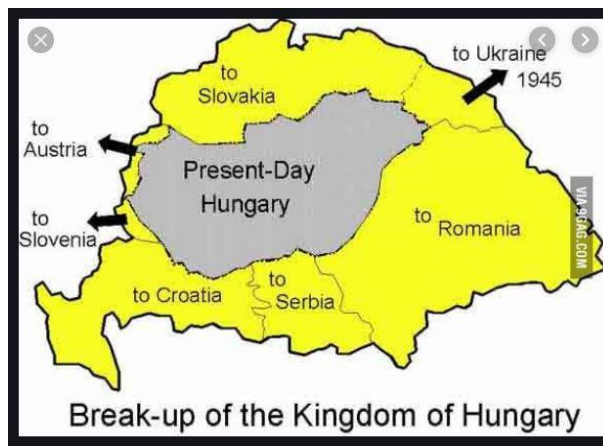 to Ukraine
1945
to
Slovakia
to
Austria
Present-Day
Hungary
to
Slovenia
to
Romania
to Croatia
to
Serbia
VIA 9GAG.COM
Break-up of the Kingdom of Hungary